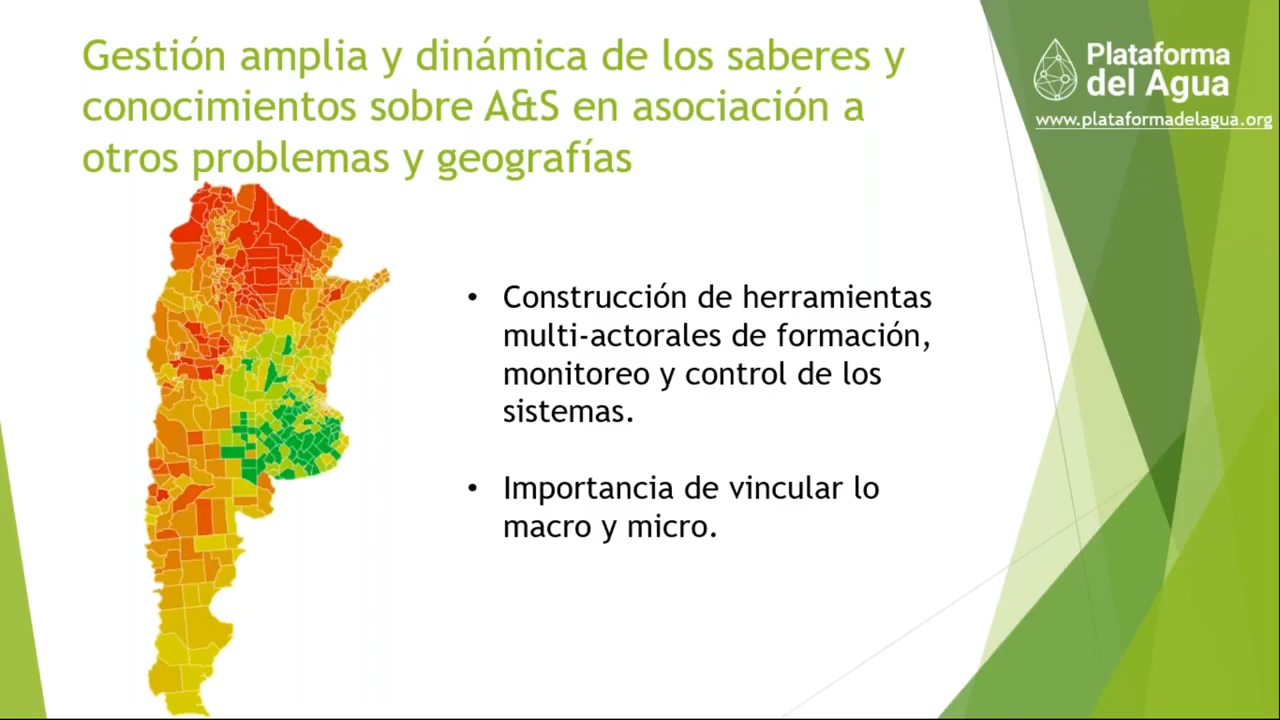 Gestión amplia y dinámica de los saberes y
conocimientos sobre A&S en asociación a
otros problemas y geografías
Plataforma
del Agua
www.plataformadelagua.org
• Construcción de herramientas
multi-actorales de formación,
monitoreo y control de los
sistemas.
• Importancia de vincular lo
macro y micro.